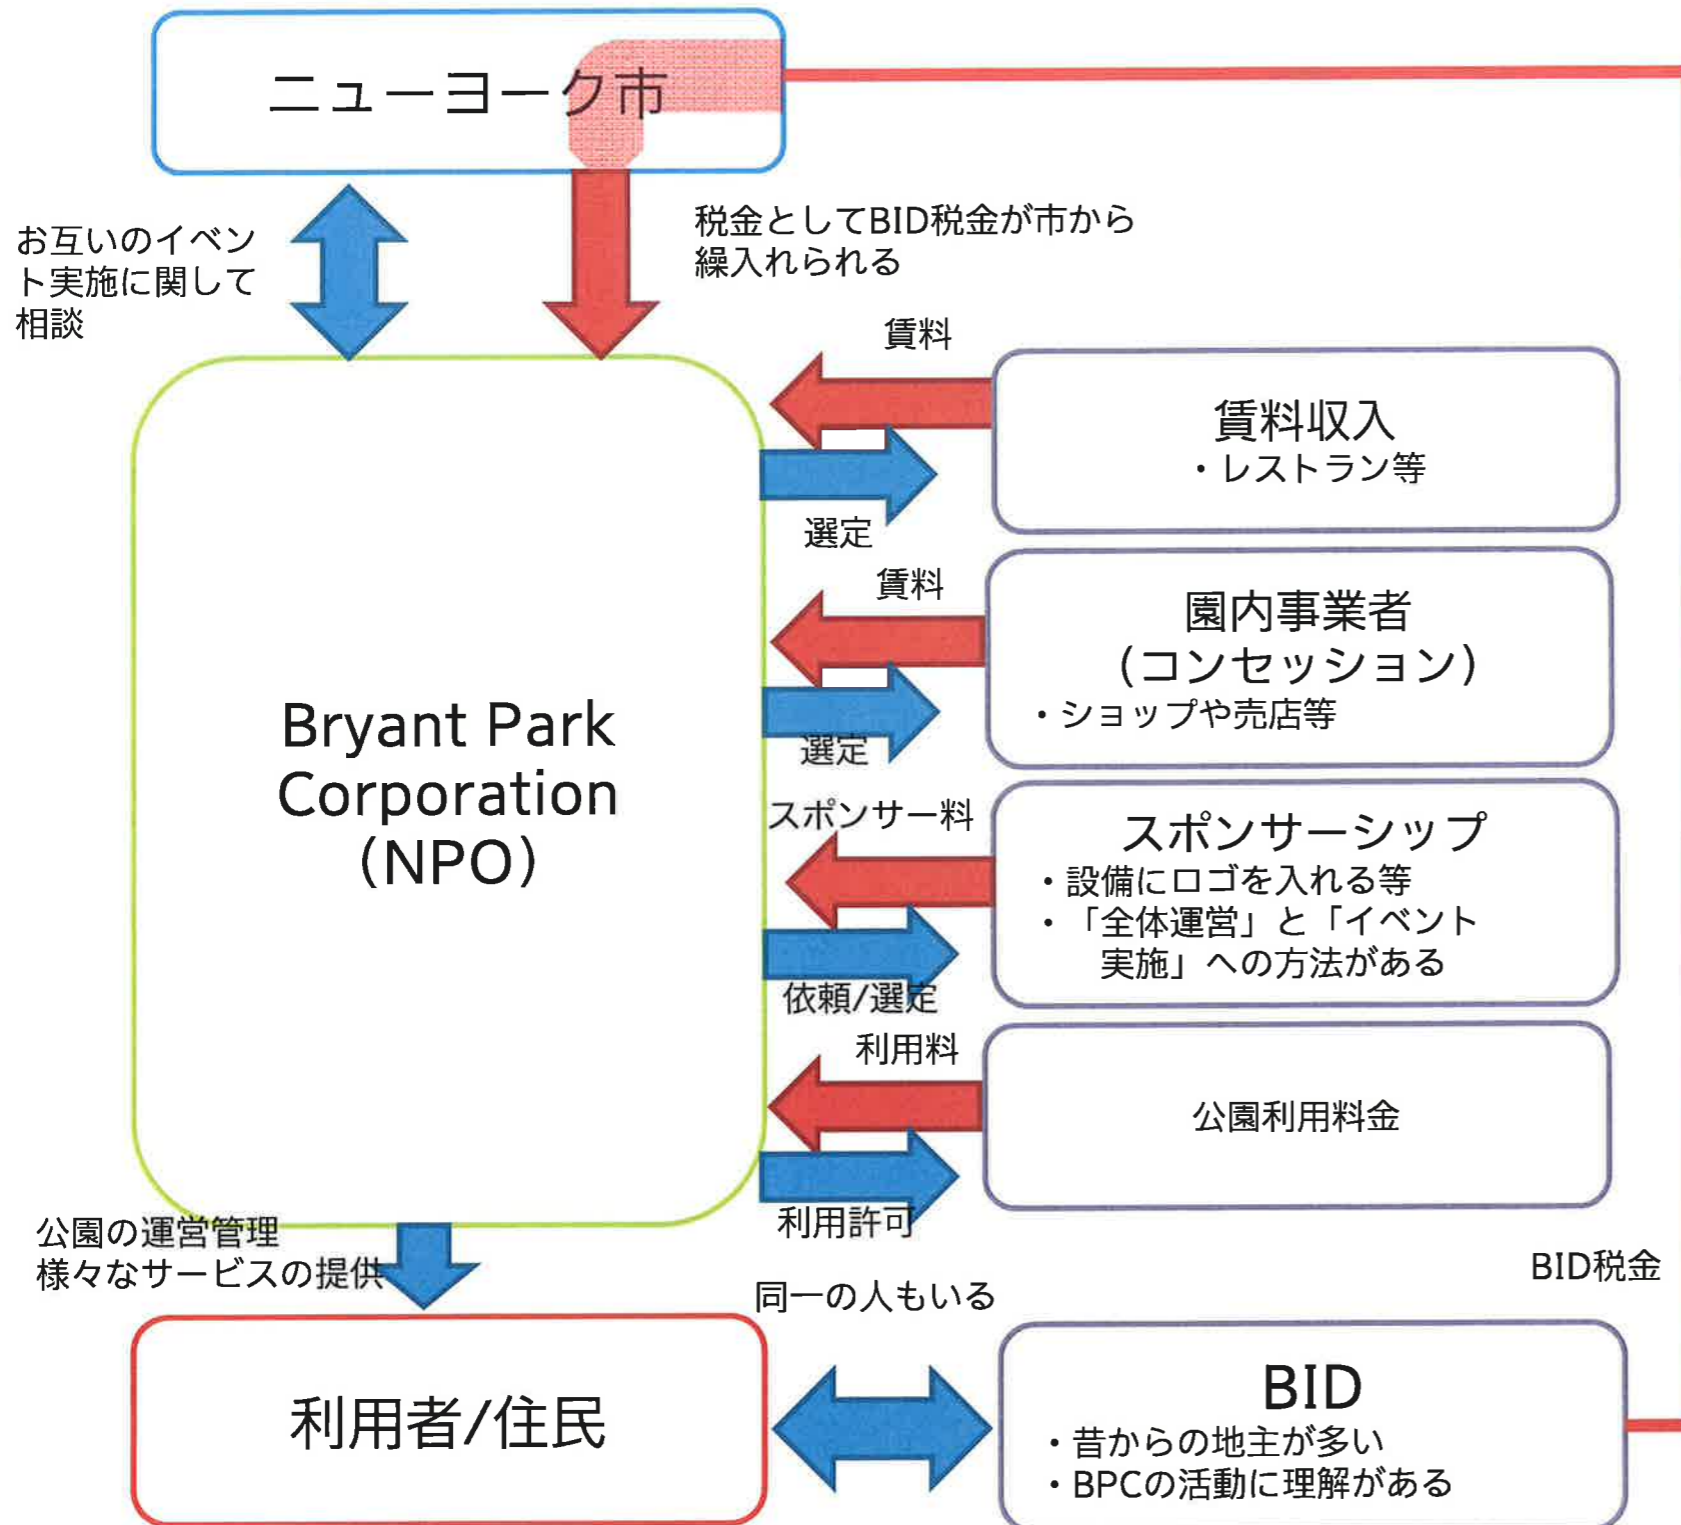 ニューヨーク市
お互いのイベン
ト実施に関して
相談
税金としてBID税金が市から
繰入れられる
賃料
賃料収入
・レストラン等
選定
賃料
園内事業者
（コンセッション）
・ショップや売店等
選定
Bryant Park
Corporation
（NPO）
スポンサー料
スポンサーシップ
・設備にロゴを入れる等
・「全体運営」と「イベント
実施」への方法がある
依頼/選定
利用料
公園利用料金
利用許可
公園の運営管理
様々なサービスの提供
同一の人もいる
BID税金
利用者/住民
BID
・昔からの地主が多い
・BPCの活動に理解がある